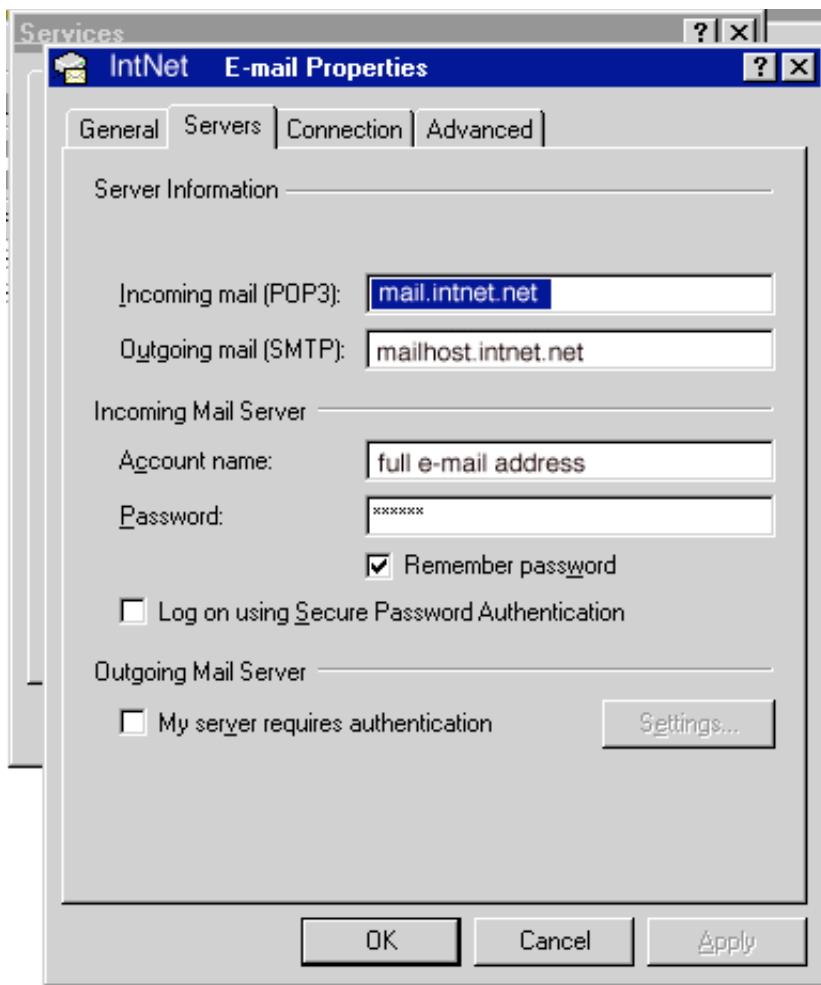 Services
IntNet E-mail Properties
General Servers Connection Advanced
Server Information
Incoming mail (POP3): mail.intnet.net
Outgoing mail (SMTP): mailhost.intnet.net
Incoming Mail Server
Account name: full e-mail address
Password: ××××××
Remember password
Log on using Secure Password Authentication
Outgoing Mail Server
My server requires authentication Settings...
OK Cancel Apply